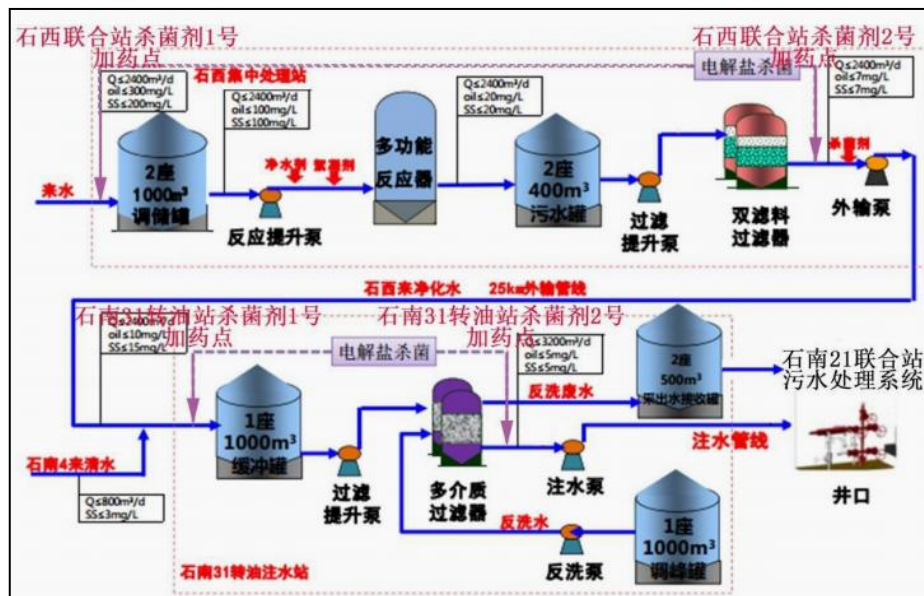 石西联合站杀菌剂1号
加药点
石西联合站杀菌剂2号
加药点
石西集中处理站
电解盐杀菌
Q≤2400m³/d
oil≤300mg/L
SS≤200mg/L
Q≤2400m³/d
oil≤100mg/L
SS≤100mg/L
Q≤2400m³/d
oil≤20mg/L
SS≤20mg/L
Q≤2400m³/d
oil≤7mg/L
SS≤7mg/L
来水
2座
1000m³
调储罐
净水剂
絮凝剂
反应提升泵
多功能
反应器
2座
400m³
污水罐
过滤
提升泵
双滤料
过滤器
杀菌剂
外输泵
石西来净化水
25km外输管线
石南31转油站杀菌剂1号
加药点
石南31转油站杀菌剂2号
加药点
Q≤2400m³/d
oil≤10mg/L
SS≤15mg/L
电解盐杀菌
Q≤3200m³/d
oil≤5mg/L
SS≤5mg/L
2座
500m³
采出水接收罐
石南21联合站
污水处理系统
反洗废水
1座
1000m³
缓冲罐
石南4来清水
Q≤800m³/d
SS≤3mg/L
过滤
提升泵
多介质
过滤器
注水泵
注水管线
井口
反洗水
反洗泵
1座
1000m³
调峰罐
石南31转油注水站